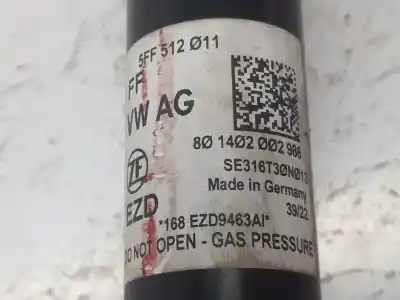 5FF 512 Ø11
FF
VW AG
8Ø 14Ø2 ØØ2 986
ZF
SE316T3ØNØ12
Made in Germany
EZD
39/22
*168 EZD9463AI*
DO NOT OPEN - GAS PRESSURE